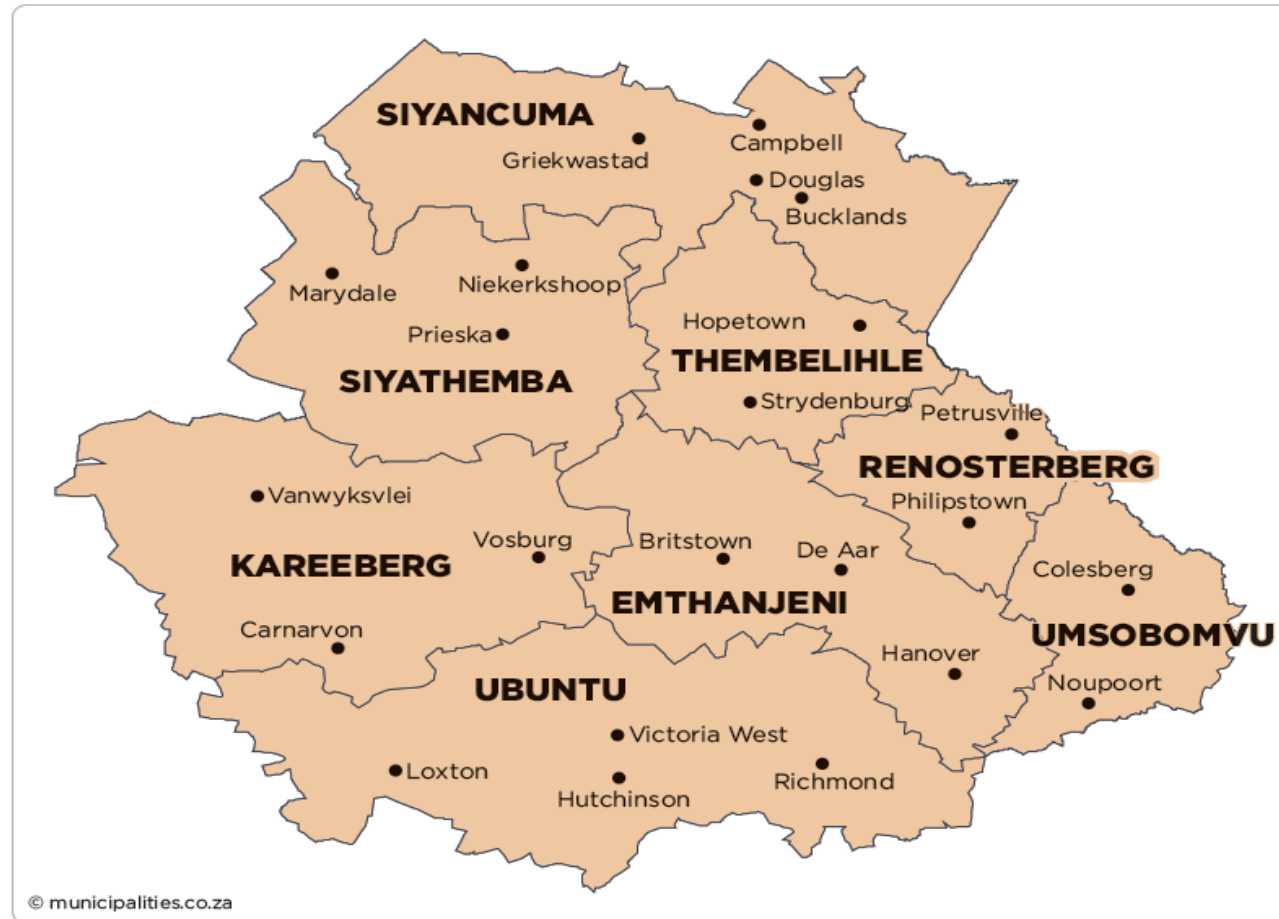 SIYANCUMA
Griekwastad
Campbell
Douglas
Bucklands
Marydale
Niekerkshoop
Prieska
SIYATHEMBA
Hopetown
THEMBELIHLE
Strydenburg
Petrusville
RENOSTERBERG
Philipstown
Vanwyksvlei
Vosburg
KAREEBERG
Carnarvon
Britstown
De Aar
EMTHANJENI
Hanover
Colesberg
UMSOBOMVU
Noupoort
UBUNTU
Victoria West
Loxton
Hutchinson
Richmond
© municipalities.co.za